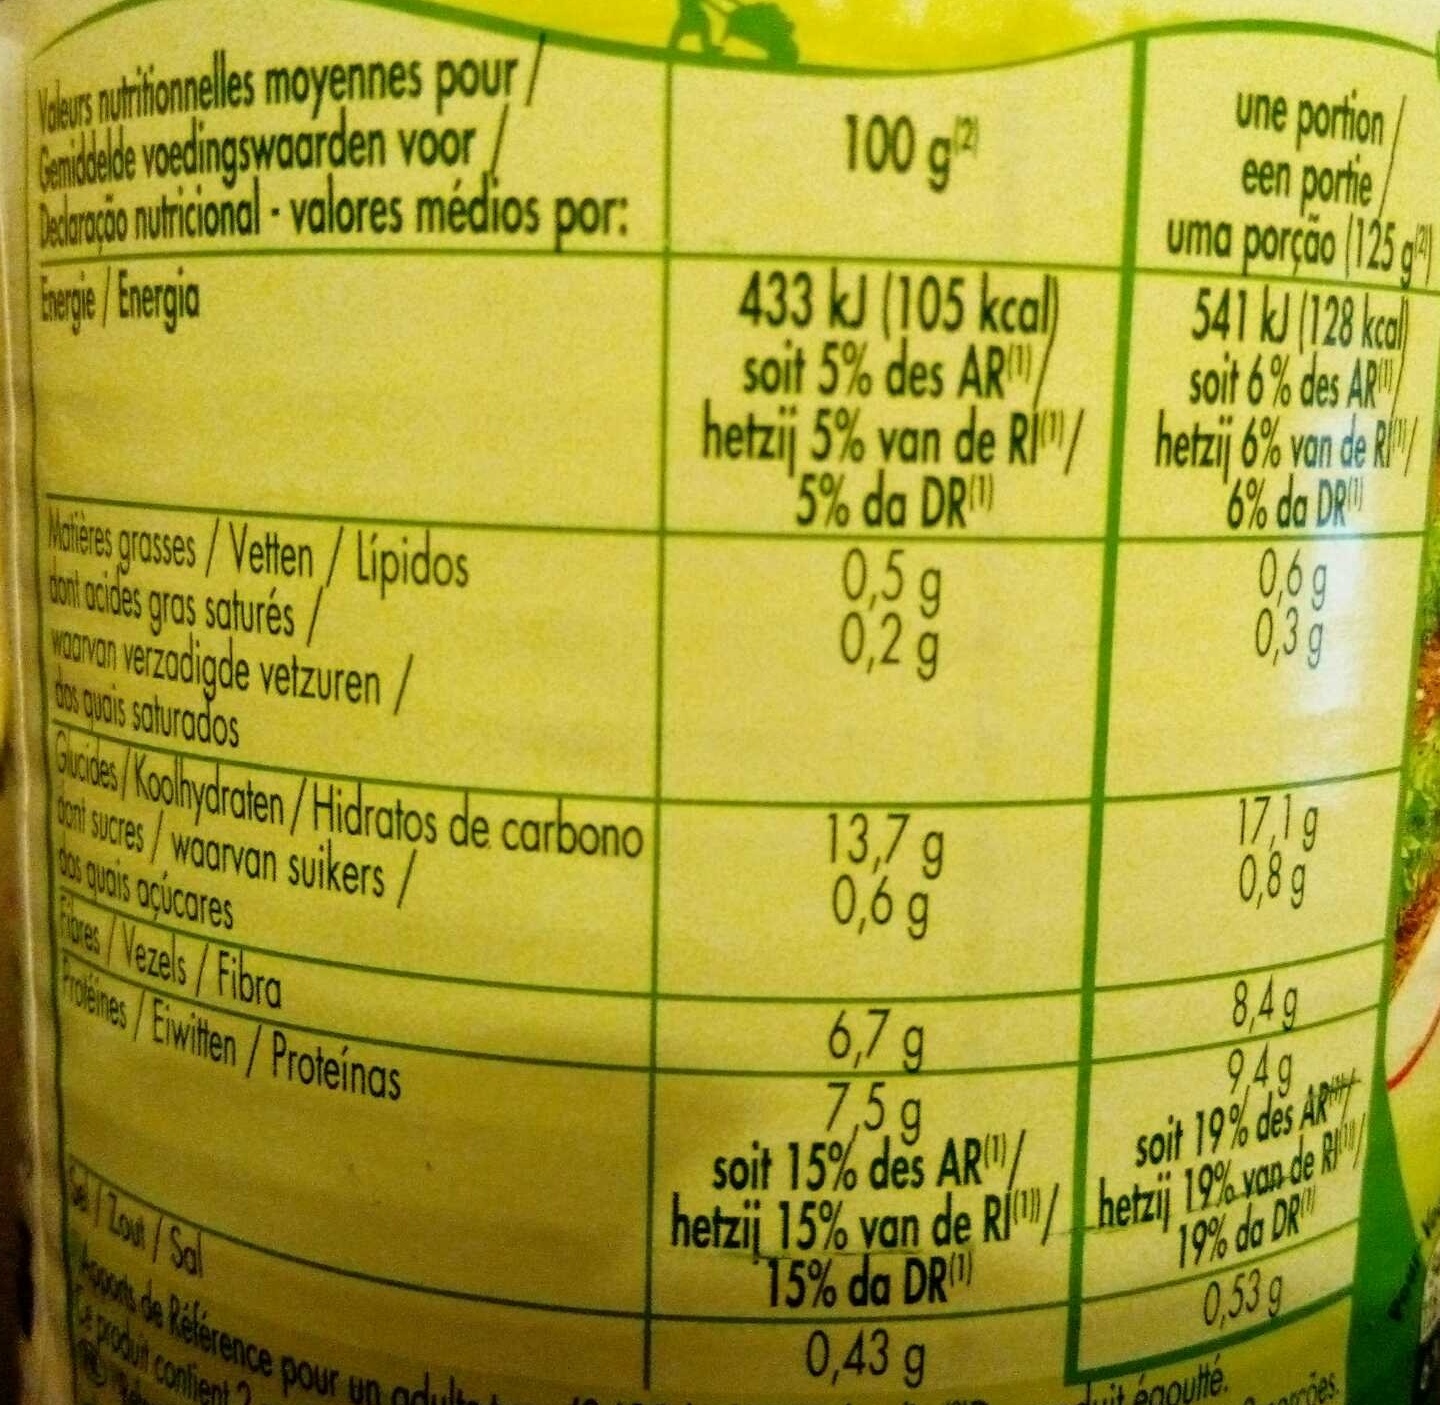 Valeurs nutritionnelles moyennes pour /
Gemiddelde voedingswaarden voor /
Declaração nutricional - valores médios por:
100 g(2)
une portion /
een portie /
uma porção (125 g(2))
Energie / Energia
433 kJ (105 kcal)
soit 5% des AR(1)/
hetzij 5% van de RI(1)/
5% da DR(1)
541 kJ (128 kcal)
soit 6% des AR(1)/
hetzij 6% van de RI(1)/
6% da DR(1)
Matières grasses / Vetten / Lípidos
0,5 g
0,6 g
dont acides gras saturés /
waarvan verzadigde vetzuren /
dos quais saturados
0,2 g
0,3 g
Glucides / Koolhydraten / Hidratos de carbono
13,7 g
17,1 g
dont sucres / waarvan suikers /
dos quais açúcares
0,6 g
0,8 g
Fibres / Vezels / Fibra
6,7 g
8,4 g
Protéines / Eiwitten / Proteínas
7,5 g
soit 15% des AR(1)/
hetzij 15% van de RI(1))/
15% da DR(1)
9,4 g
soit 19% des AR(1)/
hetzij 19% van de RI(1)/
19% da DR(1)
Sel / Zout / Sal
0,43 g
0,53 g
Apports de Référence pour un
Ce produit contient
égoutté.